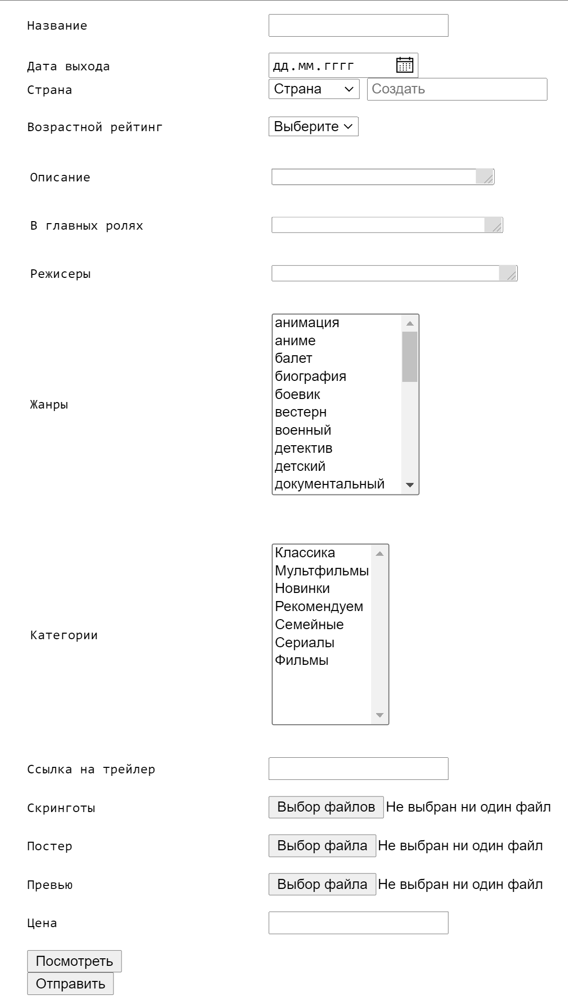 Название
Дата выхода дд.мм.гггг
Страна Страна Создать
Возрастной рейтинг Выберите
Описание
В главных ролях
Режисеры
анимация
аниме
балет
биография
боевик
Жанры
вестерн
военный
детектив
детский
документальный
Классика
Мультфильмы
Новинки
Рекомендуем
Семейные
Категории
Сериалы
Фильмы
Ссылка на трейлер
Скринготы Выбор файлов Не выбран ни один файл
Постер Выбор файла Не выбран ни один файл
Превью Выбор файла Не выбран ни один файл
Цена
Посмотреть
Отправить